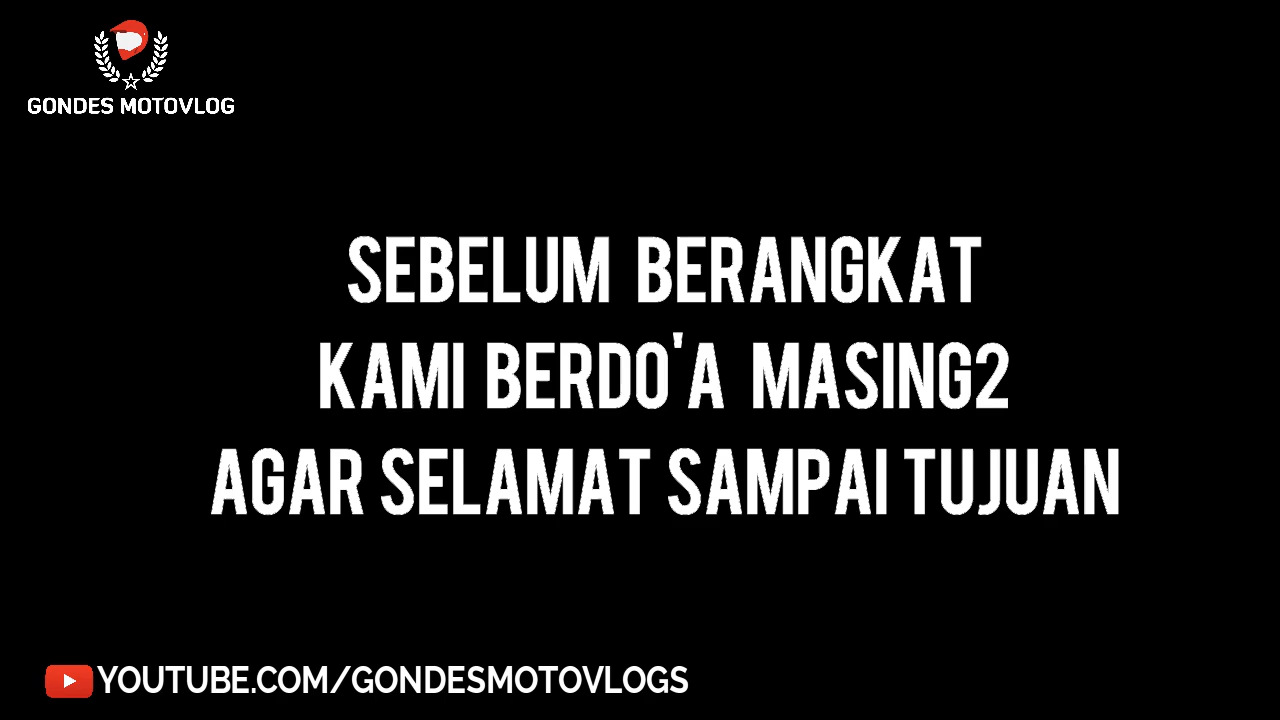 GONDES MOTOVLOG
SEBELUM BERANGKAT
KAMI BERDO'A MASING2
AGAR SELAMAT SAMPAI TUJUAN
YOUTUBE.COM/GONDESMOTOVLOGS